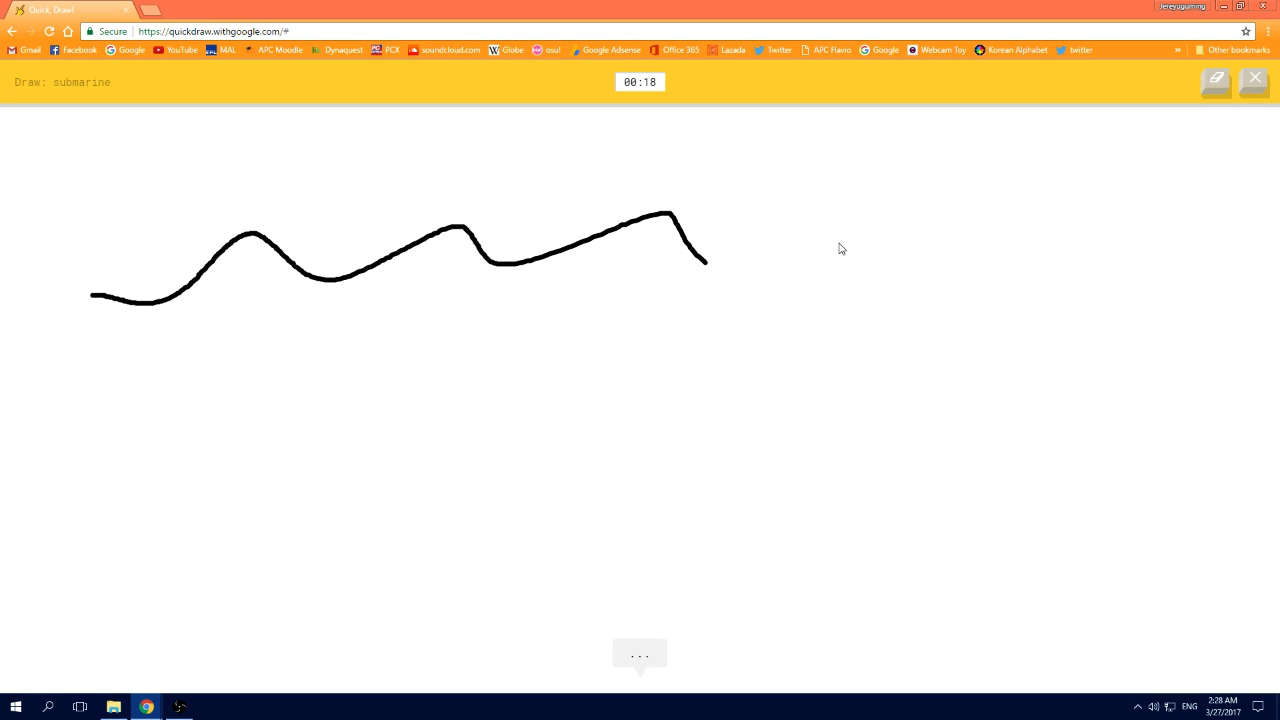 Quick, Draw!
Jereyuguming
Secure https://quickdraw.withgoogle.com/#
Gmail Facebook Google YouTube MAL APC Moodle Dynaquest PCX soundcloud.com Globe osu! Google Adsense Office 365 Lazada Twitter APC Flavio Google Webcam Toy Korean Alphabet twitter » Other bookmarks
Draw: submarine 00:18
...
ENG 2:28 AM
3/27/2017